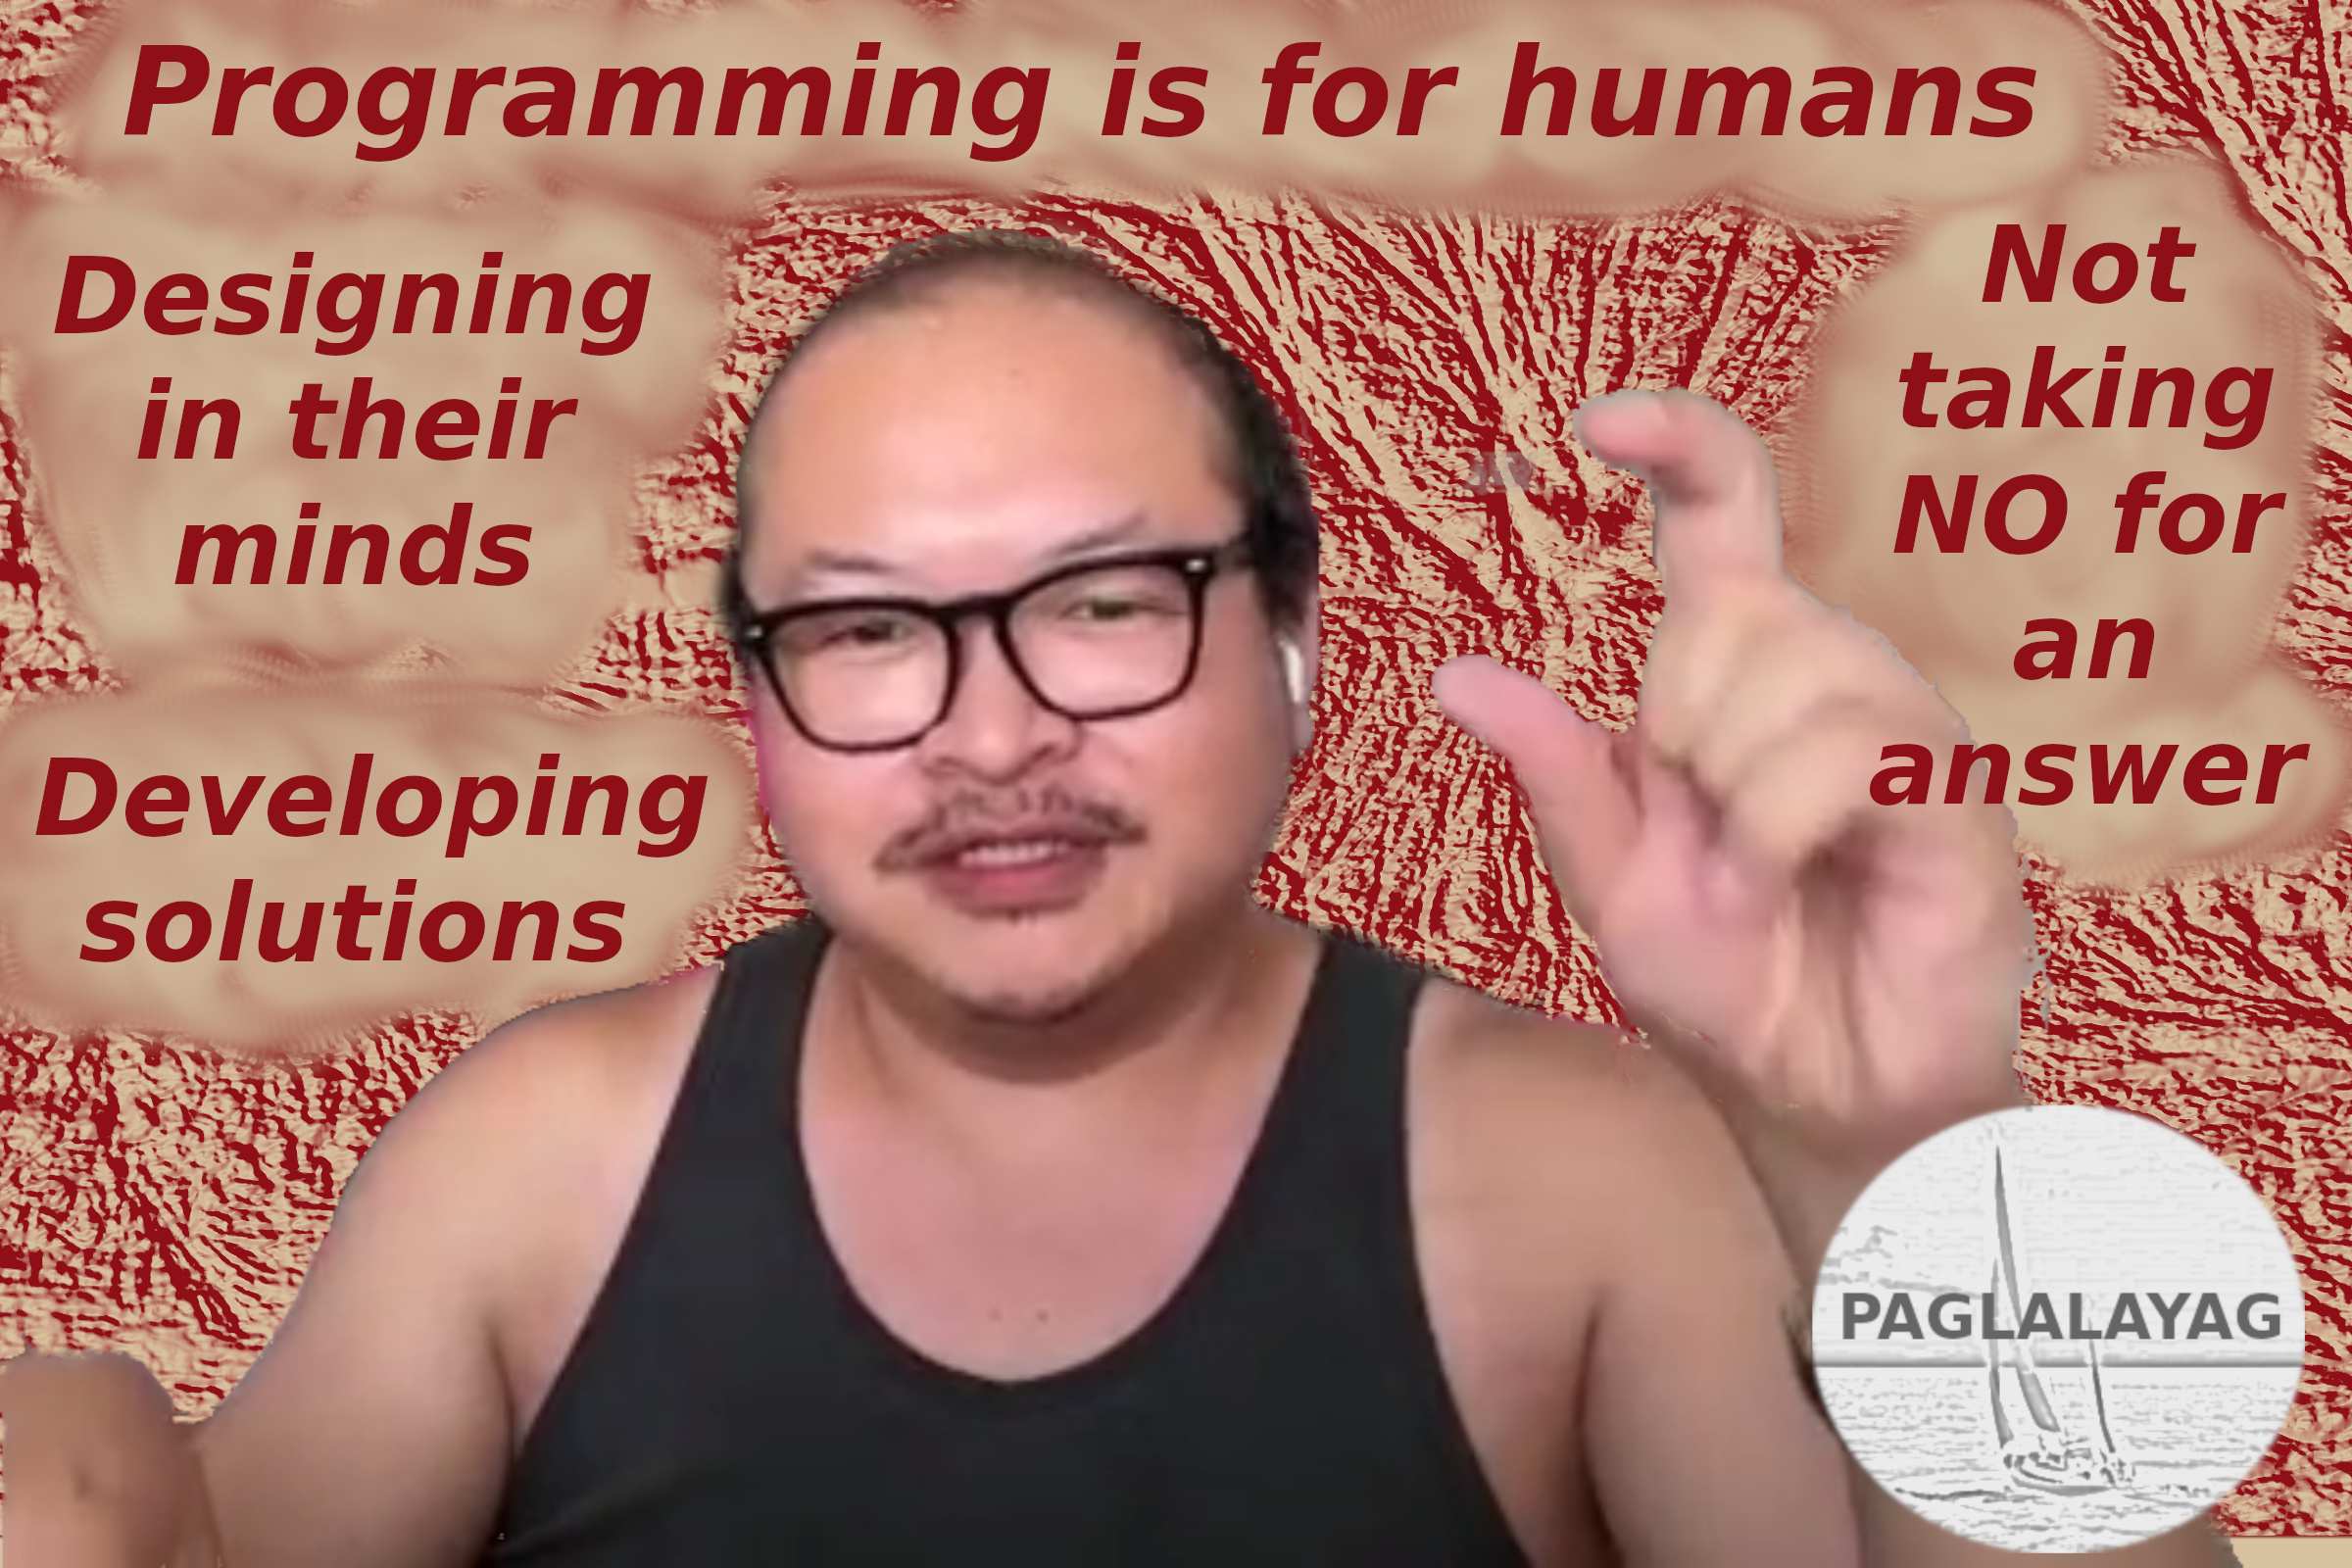 Programming is for humans
Designing
in their
minds
Developing
solutions
Not
taking
NO for
an
answer
PAGLALAYAG